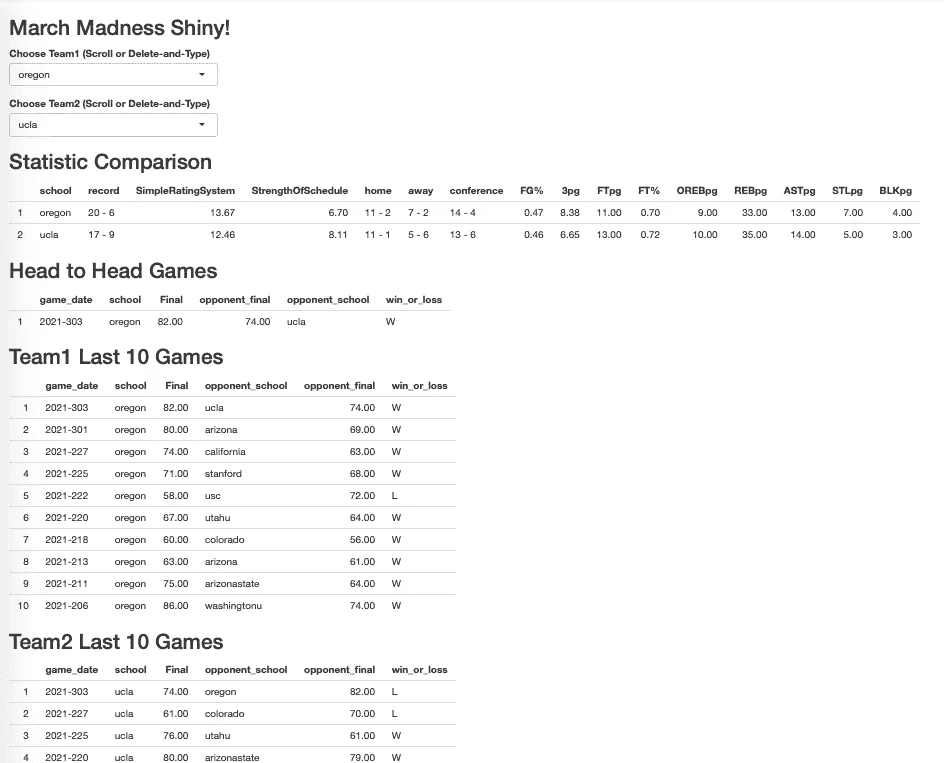 March Madness Shiny!
Choose Team1 (Scroll or Delete-and-Type)
oregon
Choose Team2 (Scroll or Delete-and-Type)
ucla
Statistic Comparison
school record SimpleRatingSystem StrengthOfSchedule home away conference FG% 3pg FTpg FT% OREBpg REBpg ASTpg STLpg BLKpg
1 oregon 20 - 6 13.67 6.70 11 - 2 7 - 2 14 - 4 0.47 8.38 11.00 0.70 9.00 33.00 13.00 7.00 4.00
2 ucla 17 - 9 12.46 8.11 11 - 1 5 - 6 13 - 6 0.46 6.65 13.00 0.72 10.00 35.00 14.00 5.00 3.00
Head to Head Games
game_date school Final opponent_final opponent_school win_or_loss
1 2021-303 oregon 82.00 74.00 ucla W
Team1 Last 10 Games
game_date school Final opponent_school opponent_final win_or_loss
1 2021-303 oregon 82.00 ucla 74.00 W
2 2021-301 oregon 80.00 arizona 69.00 W
3 2021-227 oregon 74.00 california 63.00 W
4 2021-225 oregon 71.00 stanford 68.00 W
5 2021-222 oregon 58.00 usc 72.00 L
6 2021-220 oregon 67.00 utahu 64.00 W
7 2021-218 oregon 60.00 colorado 56.00 W
8 2021-213 oregon 63.00 arizona 61.00 W
9 2021-211 oregon 75.00 arizonastate 64.00 W
10 2021-206 oregon 86.00 washingtonu 74.00 W
Team2 Last 10 Games
game_date school Final opponent_school opponent_final win_or_loss
1 2021-303 ucla 74.00 oregon 82.00 L
2 2021-227 ucla 61.00 colorado 70.00 L
3 2021-225 ucla 76.00 utahu 61.00 W
4 2021-220 ucla 80.00 arizonastate 79.00 W